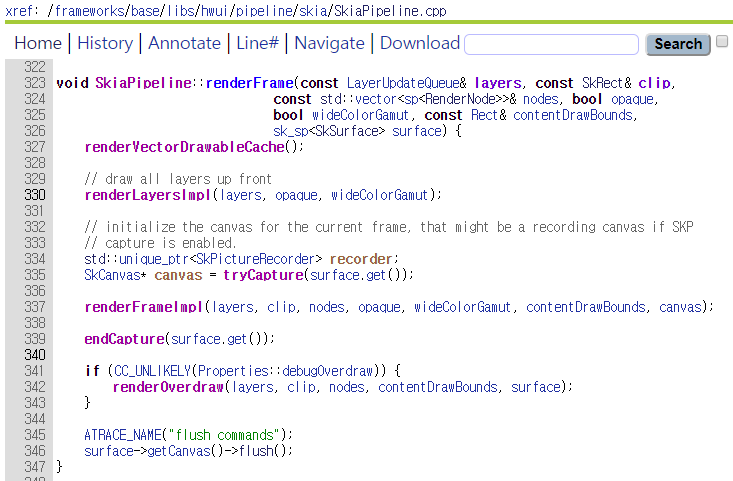 xref: /frameworks/base/libs/hwui/pipeline/skia/SkiaPipeline.cpp
Home | History | Annotate | Line# | Navigate | Download Search
322
323 void SkiaPipeline::renderFrame(const LayerUpdateQueue& layers, const SkRect& clip,
324 const std::vector<sp<RenderNode>>& nodes, bool opaque,
325 bool wideColorGamut, const Rect& contentDrawBounds,
326 sk_sp<SkSurface> surface) {
327 renderVectorDrawableCache();
328
329 // draw all layers up front
330 renderLayersImpl(layers, opaque, wideColorGamut);
331
332 // initialize the canvas for the current frame, that might be a recording canvas if SKP
333 // capture is enabled.
334 std::unique_ptr<SkPictureRecorder> recorder;
335 SkCanvas* canvas = tryCapture(surface.get());
336
337 renderFrameImpl(layers, clip, nodes, opaque, wideColorGamut, contentDrawBounds, canvas);
338
339 endCapture(surface.get());
340
341 if (CC_UNLIKELY(Properties::debugOverdraw)) {
342 renderOverdraw(layers, clip, nodes, contentDrawBounds, surface);
343 }
344
345 ATRACE_NAME("flush commands");
346 surface->getCanvas()->flush();
347 }
348